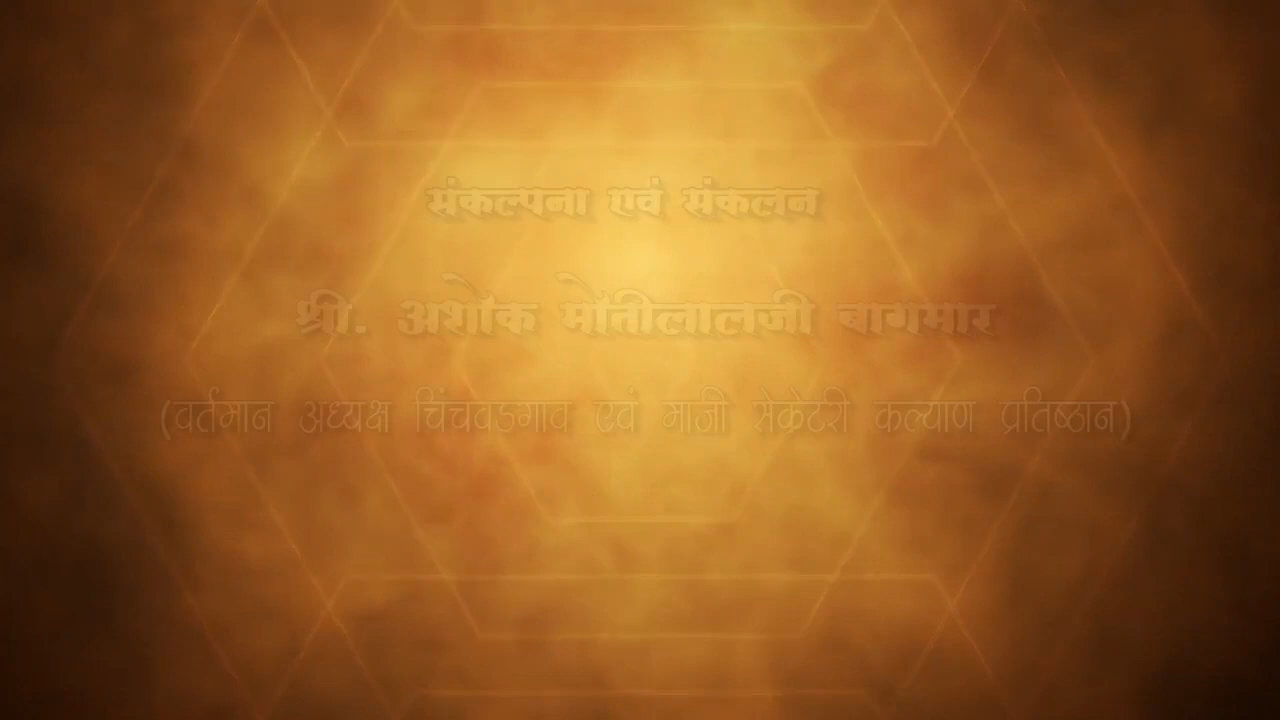 संकल्पना एवं संकलन
श्री. अशोक मोतीलालजी बागमार
(वर्तमान अध्यक्ष चिंचवडगाव एवं माजी सेक्रेटरी कल्याण प्रतिष्ठान)